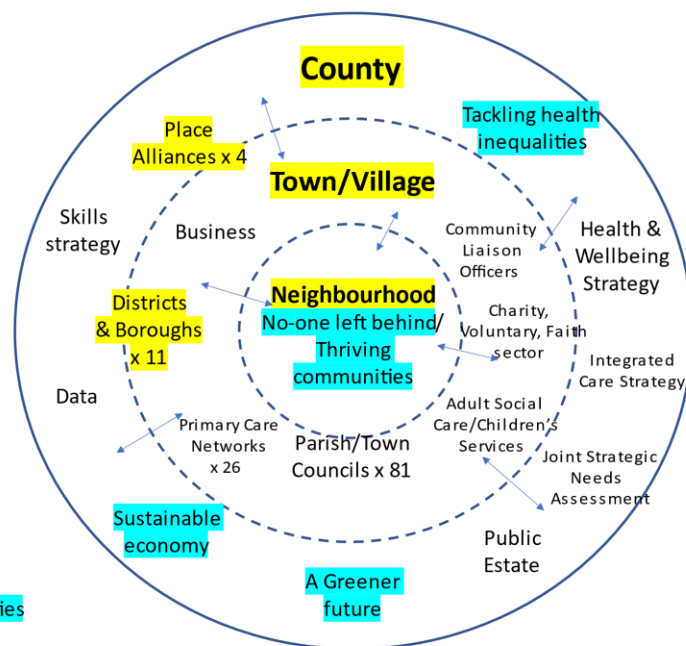 County
Tackling health
inequalities
Place
Alliances x 4
Town/Village
Skills
strategy
Business
Community
Liaison
Officers
Health &
Wellbeing
Strategy
Neighbourhood
No-one left behind/
Thriving
communities
Districts
& Boroughs
x 11
Charity,
Voluntary, Faith
sector
Integrated
Care Strategy
Data
Primary Care
Networks
x 26
Parish/Town
Councils x 81
Adult Social
Care/Children's
Services
Joint Strategic
Needs
Assessment
Sustainable
economy
Public
Estate
A Greener
future